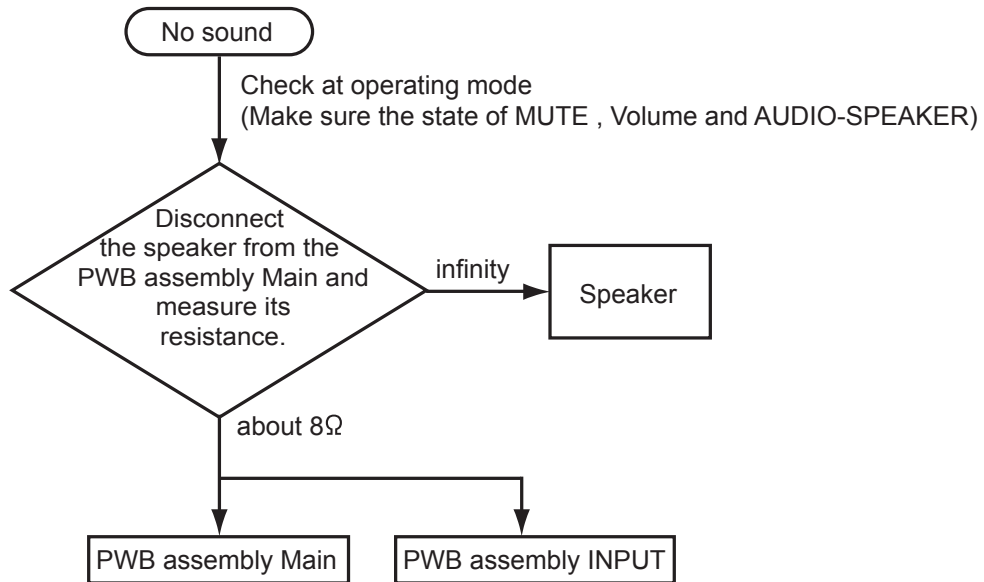 No sound
Check at operating mode
(Make sure the state of MUTE , Volume and AUDIO-SPEAKER)
Disconnect
the speaker from the
PWB assembly Main and
measure its
resistance.
infinity
Speaker
about 8Ω
PWB assembly Main
PWB assembly INPUT